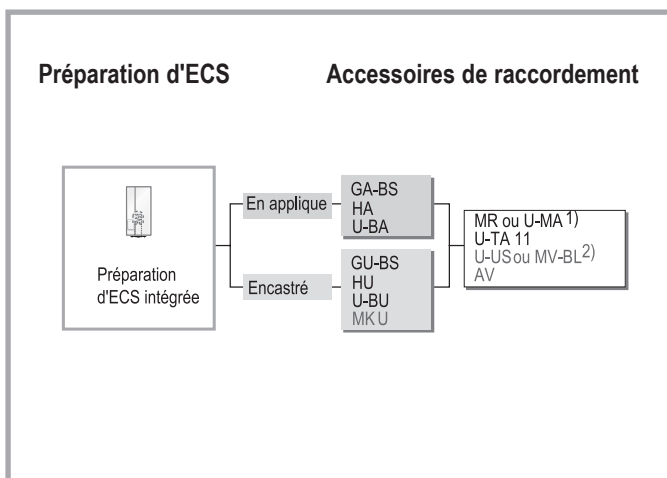 Préparation d'ECS
Accessoires de raccordement
Préparation
d'ECS intégrée
En applique
GA-BS
HA
U-BA
Encastré
GU-BS
HU
U-BU
MKU
MR ou U-MA 1)
U-TA 11
U-US ou MV-BL 2)
AV